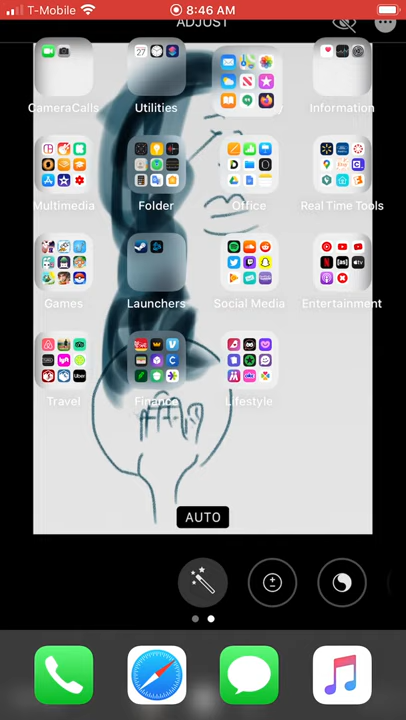 T-Mobile 8:46 AM
ADJUST
CameraCalls Utilities Information
27
Multimedia Folder Office Real Time Tools
Games Launchers Social Media Entertainment
Travel Finance Lifestyle
AUTO